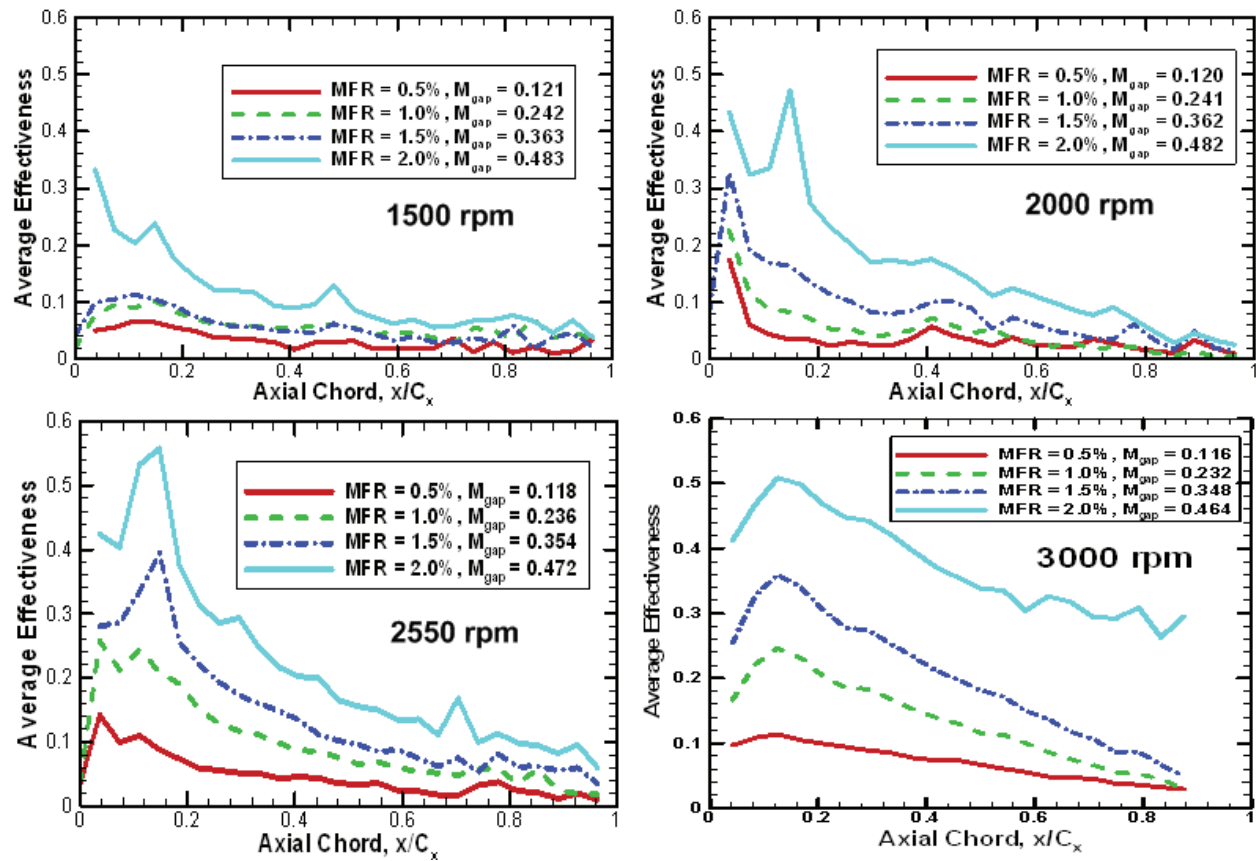 0.6
0.5
0.4
0.3
0.2
0.1
0
Average Effectiveness
MFR = 0.5% , Mgap = 0.121
MFR = 1.0% , Mgap = 0.242
MFR = 1.5% , Mgap = 0.363
MFR = 2.0% , Mgap = 0.483
1500 rpm
0 0.2 0.4 0.6 0.8 1
Axial Chord, x/Cx
0.6
0.5
0.4
0.3
0.2
0.1
0
Average Effectiveness
MFR = 0.5% , Mgap = 0.120
MFR = 1.0% , Mgap = 0.241
MFR = 1.5% , Mgap = 0.362
MFR = 2.0% , Mgap = 0.482
2000 rpm
0 0.2 0.4 0.6 0.8 1
Axial Chord, x/Cx
0.6
0.5
0.4
0.3
0.2
0.1
0
Average Effectiveness
MFR = 0.5% , Mgap = 0.118
MFR = 1.0% , Mgap = 0.236
MFR = 1.5% , Mgap = 0.354
MFR = 2.0% , Mgap = 0.472
2550 rpm
0 0.2 0.4 0.6 0.8 1
Axial Chord, x/Cx
0.6
0.5
0.4
0.3
0.2
0.1
0
Average Effectiveness
MFR = 0.5% , Mgap = 0.116
MFR = 1.0% , Mgap = 0.232
MFR = 1.5% , Mgap = 0.348
MFR = 2.0% , Mgap = 0.464
3000 rpm
0 0.2 0.4 0.6 0.8 1
Axial Chord, x/Cx